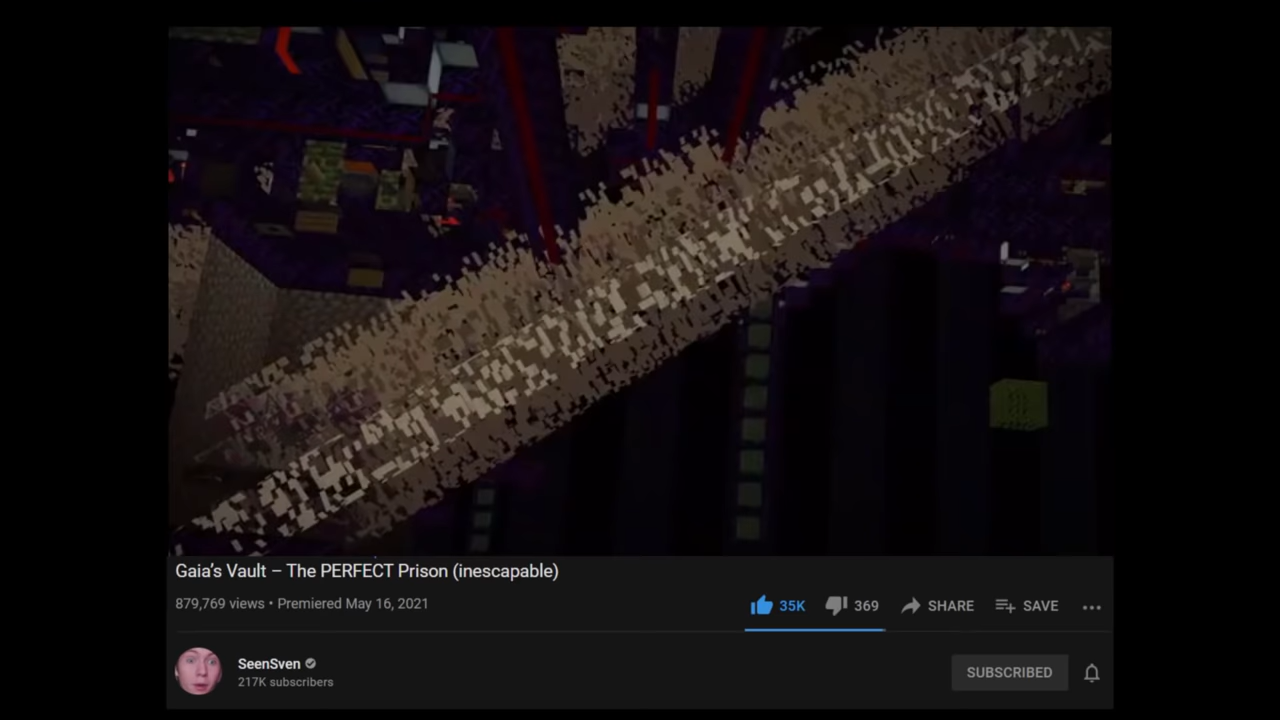 Gaia’s Vault – The PERFECT Prison (inescapable)
879,769 views • Premiered May 16, 2021
35K 369 SHARE SAVE
SeenSven
217K subscribers
SUBSCRIBED